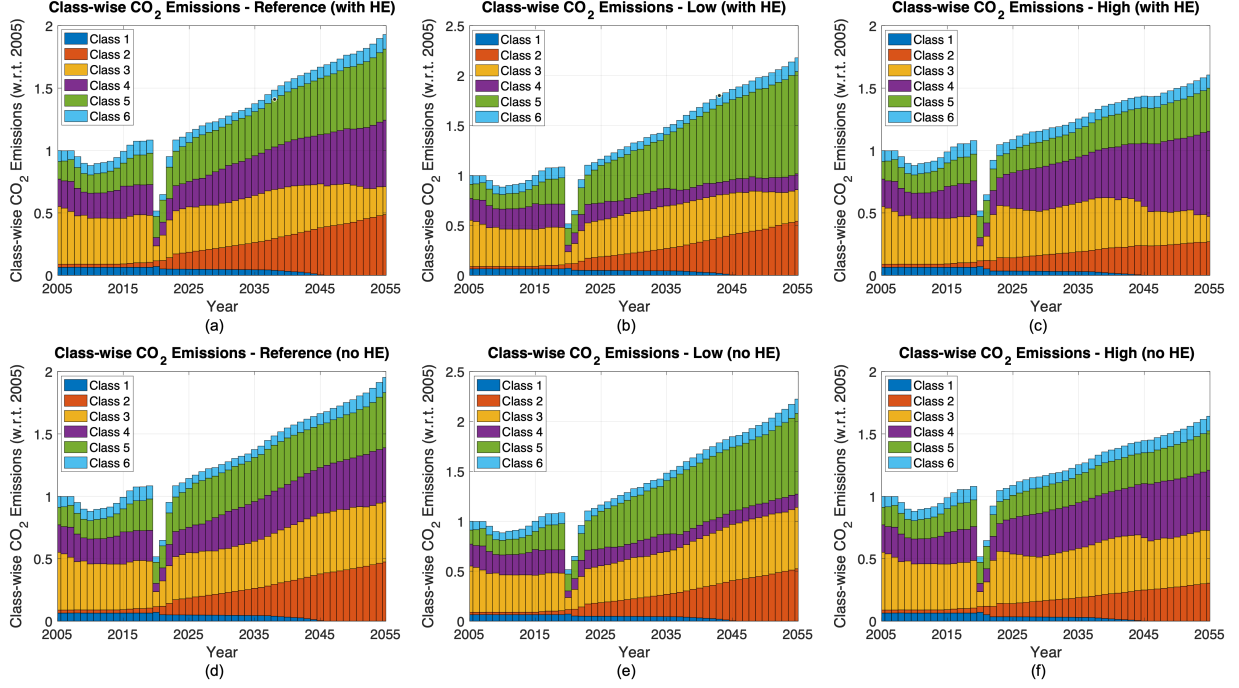 Class-wise CO2 Emissions - Reference (with HE)
Class-wise CO2 Emissions (w.r.t. 2005)
2
1.5
1
0.5
0
Class 1
Class 2
Class 3
Class 4
Class 5
Class 6
2005 2015 2025 2035 2045 2055
Year
(a)
Class-wise CO2 Emissions - Low (with HE)
Class-wise CO2 Emissions (w.r.t. 2005)
2.5
2
1.5
1
0.5
0
Class 1
Class 2
Class 3
Class 4
Class 5
Class 6
2005 2015 2025 2035 2045 2055
Year
(b)
Class-wise CO2 Emissions - High (with HE)
Class-wise CO2 Emissions (w.r.t. 2005)
2
1.5
1
0.5
0
Class 1
Class 2
Class 3
Class 4
Class 5
Class 6
2005 2015 2025 2035 2045 2055
Year
(c)
Class-wise CO2 Emissions - Reference (no HE)
Class-wise CO2 Emissions (w.r.t. 2005)
2
1.5
1
0.5
0
Class 1
Class 2
Class 3
Class 4
Class 5
Class 6
2005 2015 2025 2035 2045 2055
Year
(d)
Class-wise CO2 Emissions - Low (no HE)
Class-wise CO2 Emissions (w.r.t. 2005)
2.5
2
1.5
1
0.5
0
Class 1
Class 2
Class 3
Class 4
Class 5
Class 6
2005 2015 2025 2035 2045 2055
Year
(e)
Class-wise CO2 Emissions - High (no HE)
Class-wise CO2 Emissions (w.r.t. 2005)
2
1.5
1
0.5
0
Class 1
Class 2
Class 3
Class 4
Class 5
Class 6
2005 2015 2025 2035 2045 2055
Year
(f)